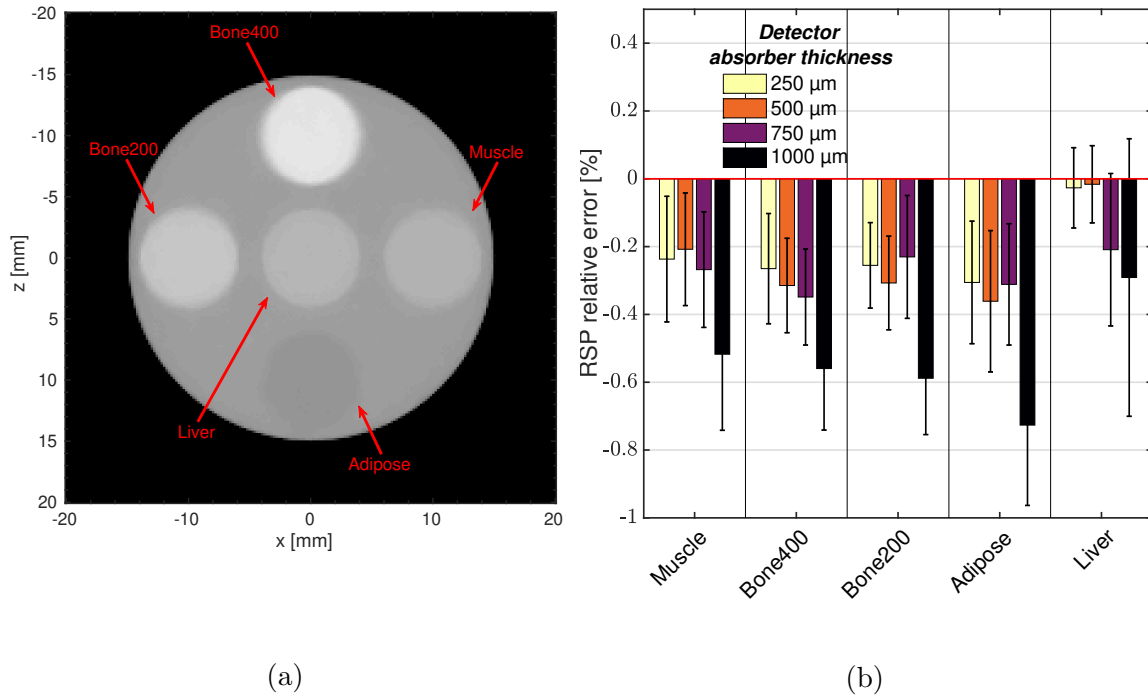 -20
-15
-10
-5
0
5
10
15
20
z [mm]
-20
-10
0
10
20
x [mm]
Bone400
Bone200
Muscle
Liver
Adipose
(a)
0.4
0.2
0
-0.2
-0.4
-0.6
-0.8
-1
RSP relative error [%]
Detector
absorber thickness
250 µm
500 µm
750 µm
1000 µm
Muscle
Bone400
Bone200
Adipose
Liver
(b)